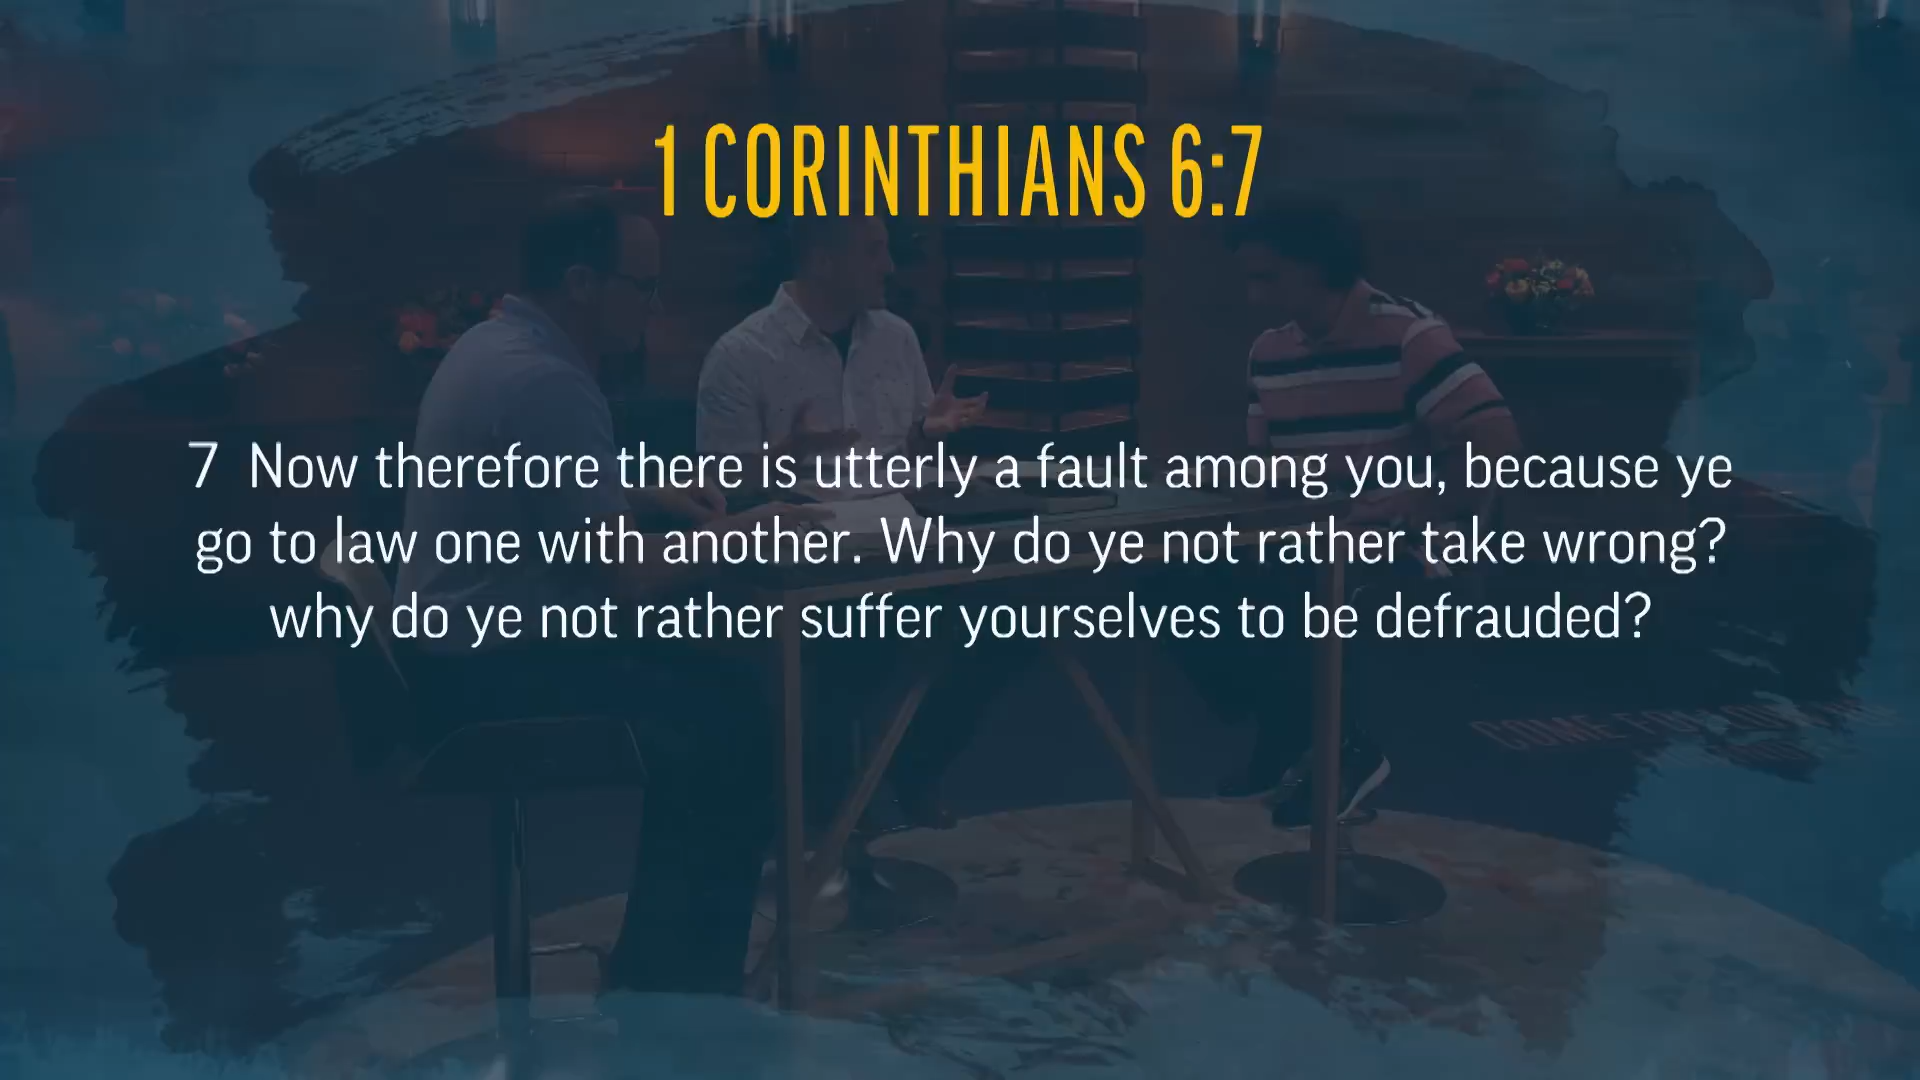 1 CORINTHIANS 6:7
7 Now therefore there is utterly a fault among you, because ye
go to law one with another. Why do ye not rather take wrong?
why do ye not rather suffer yourselves to be defrauded?